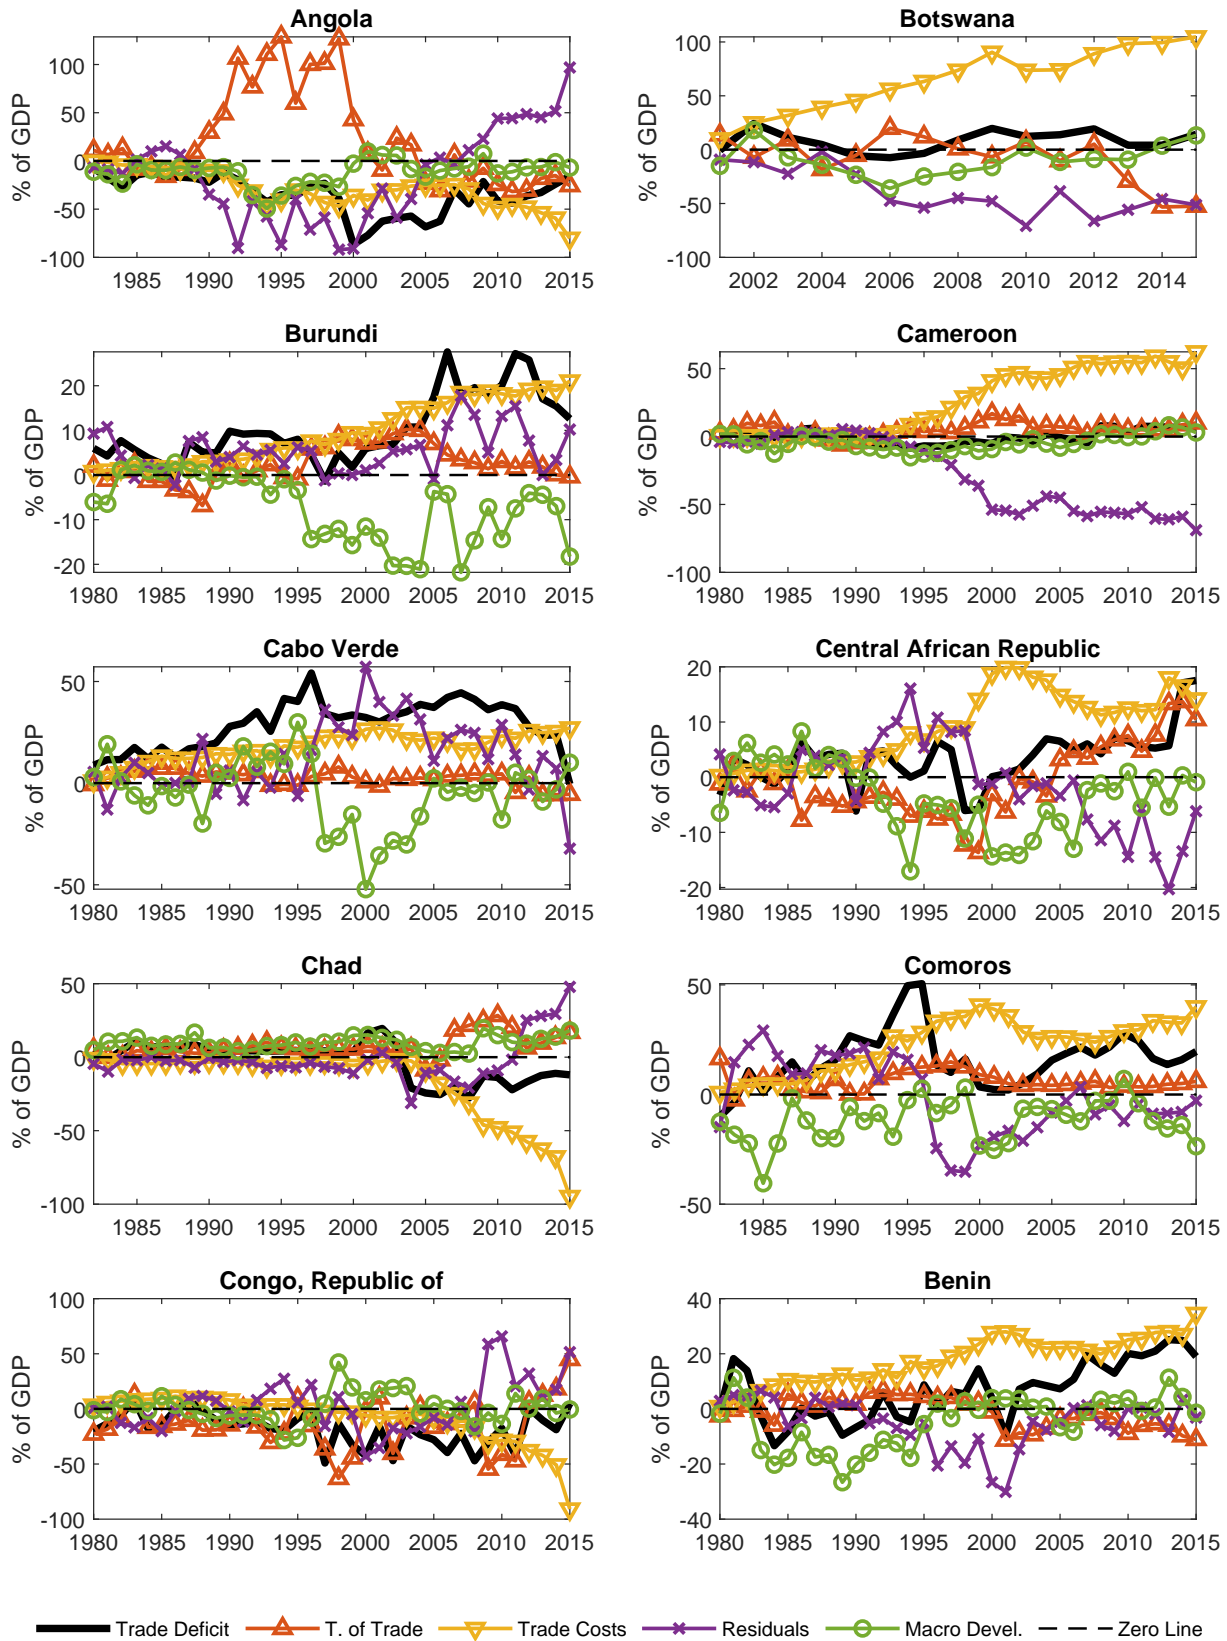 Angola
Botswana
% of GDP
100
50
0
-50
-100
1985 1990 1995 2000 2005 2010 2015
% of GDP
100
50
0
-50
-100
2002 2004 2006 2008 2010 2012 2014
Burundi
Cameroon
% of GDP
20
10
0
-10
-20
1980 1985 1990 1995 2000 2005 2010 2015
% of GDP
50
0
-50
-100
1980 1985 1990 1995 2000 2005 2010 2015
Cabo Verde
Central African Republic
% of GDP
50
0
-50
1980 1985 1990 1995 2000 2005 2010 2015
% of GDP
20
10
0
-10
-20
1980 1985 1990 1995 2000 2005 2010 2015
Chad
Comoros
% of GDP
50
0
-50
-100
1985 1990 1995 2000 2005 2010 2015
% of GDP
50
0
-50
1985 1990 1995 2000 2005 2010 2015
Congo, Republic of
Benin
% of GDP
100
50
0
-50
-100
1980 1985 1990 1995 2000 2005 2010 2015
% of GDP
40
20
0
-20
-40
1980 1985 1990 1995 2000 2005 2010 2015
Trade Deficit T. of Trade Trade Costs Residuals Macro Devel. Zero Line